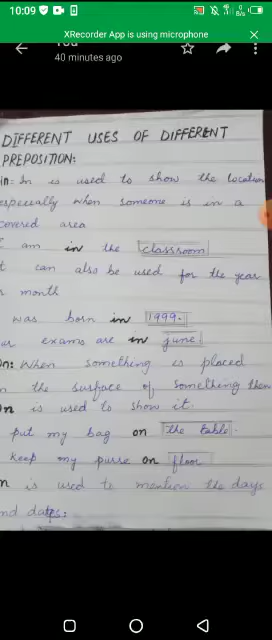 10:09
0 B/s
XRecorder App is using microphone
You
40 minutes ago
DIFFERENT USES OF DIFFERENT
PREPOSITION:
in: In is used to show the location
especially when someone is in a
covered area
I am in the classroom
t can also be used for the year
r month
was born in 1999.
ur exams are in june
on: When something is placed
n the surface of something then
on is used to show it.
put my bag on the table.
keep my purse on floor
n is used to mention the days
nd dates: